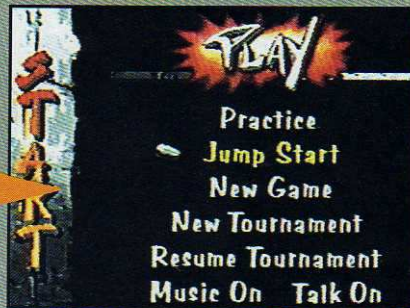 START
PLAY
Practice
Jump Start
New Game
New Tournament
Resume Tournament
Music On Talk On